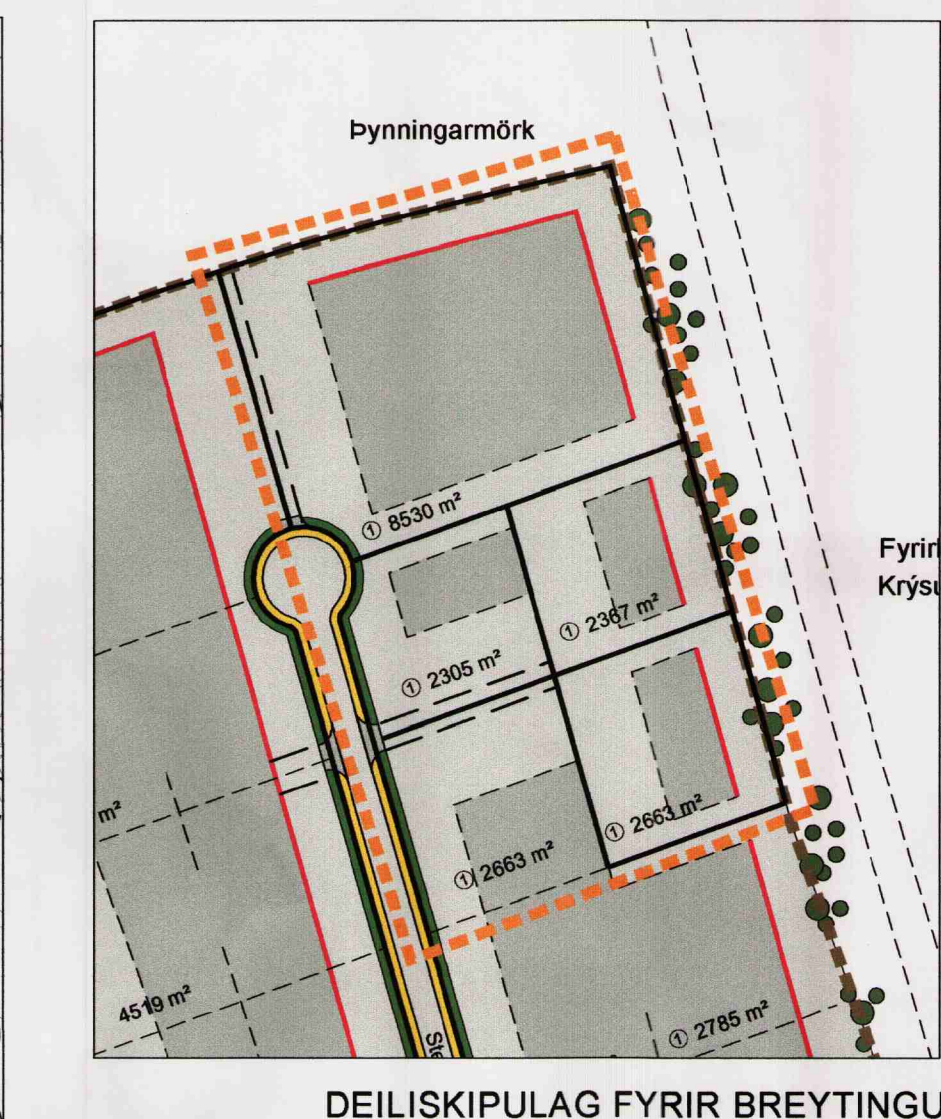 Þynningarmörk
① 8530 m²
① 2367 m²
① 2305 m²
① 2663 m²
① 2663 m²
m²
4519 m²
① 2785 m²
DEILISKIPULAG FYRIR BREYTINGU